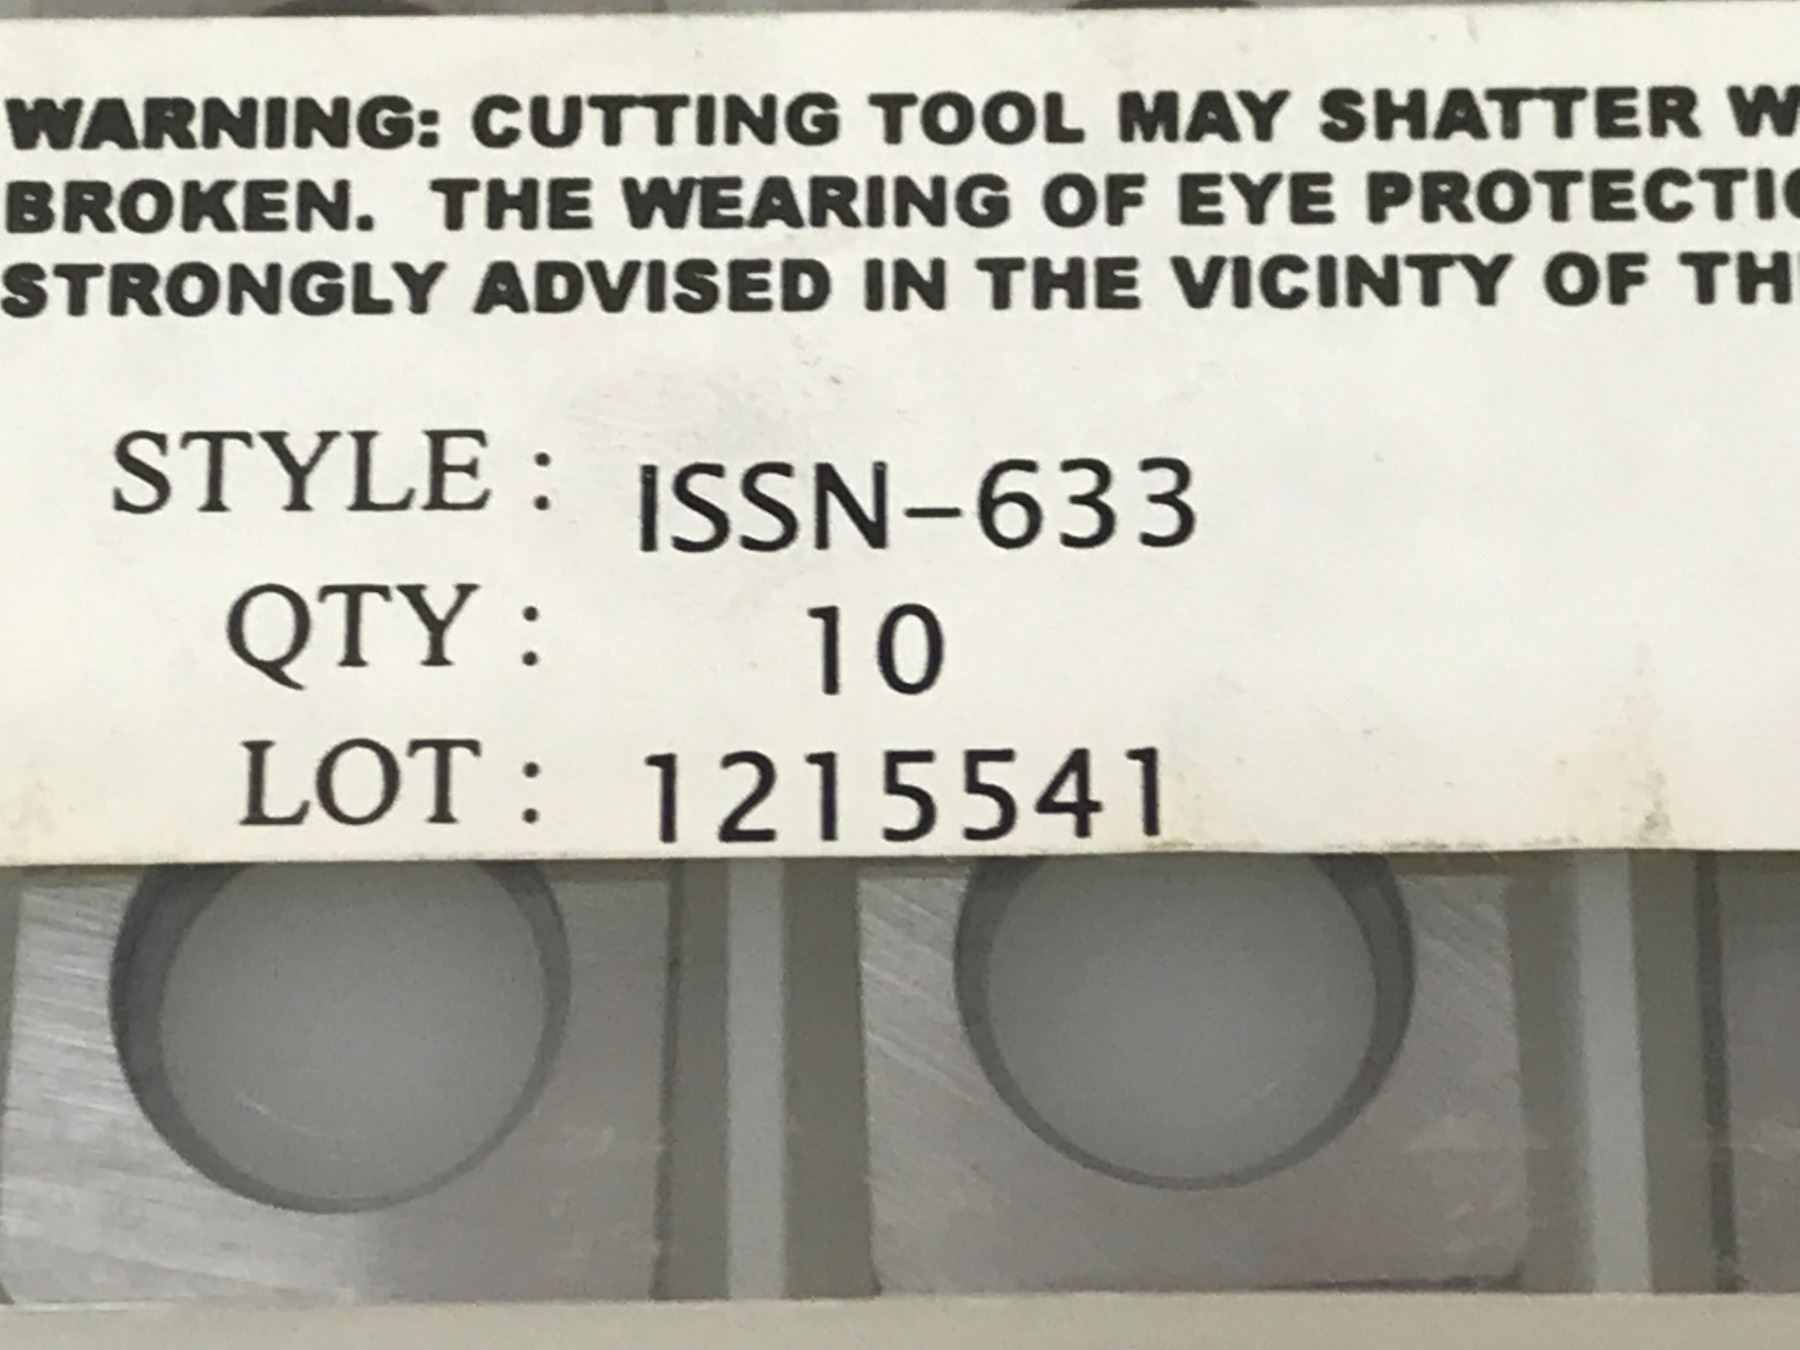 WARNING: CUTTING TOOL MAY SHATTER
BROKEN. THE WEARING OF EYE
STRONGLY ADVISED IN THE VICINTY OF
STYLE : ISSN-633
QTY : 10
LOT : 1215541